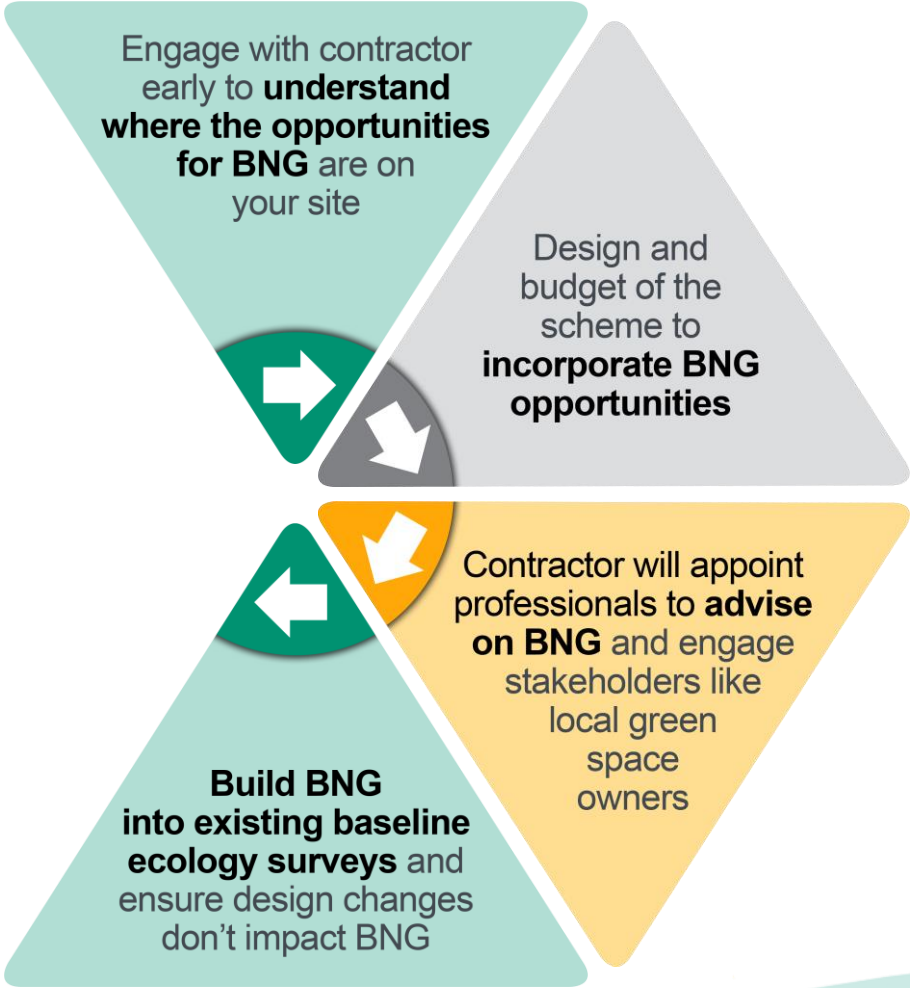 Engage with contractor
early to understand
where the opportunities
for BNG are on
your site
Design and
budget of the
scheme to
incorporate BNG
opportunities
Contractor will appoint
professionals to advise
on BNG and engage
stakeholders like
local green
space
owners
Build BNG
into existing baseline
ecology surveys and
ensure design changes
don’t impact BNG